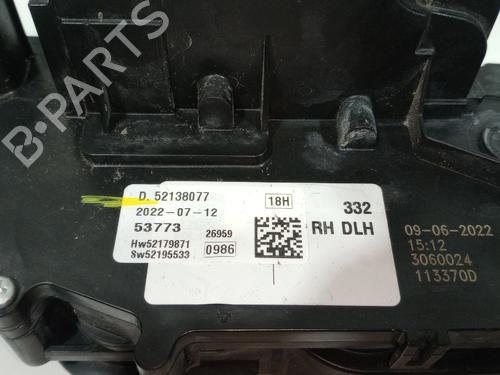 B-PARTS
D. 52138077
18H
2022-07-12
53773
26959
Hw52179871
Sw52195533
0986
332
RH DLH
09-06-2022
15:12
3060024
113370D